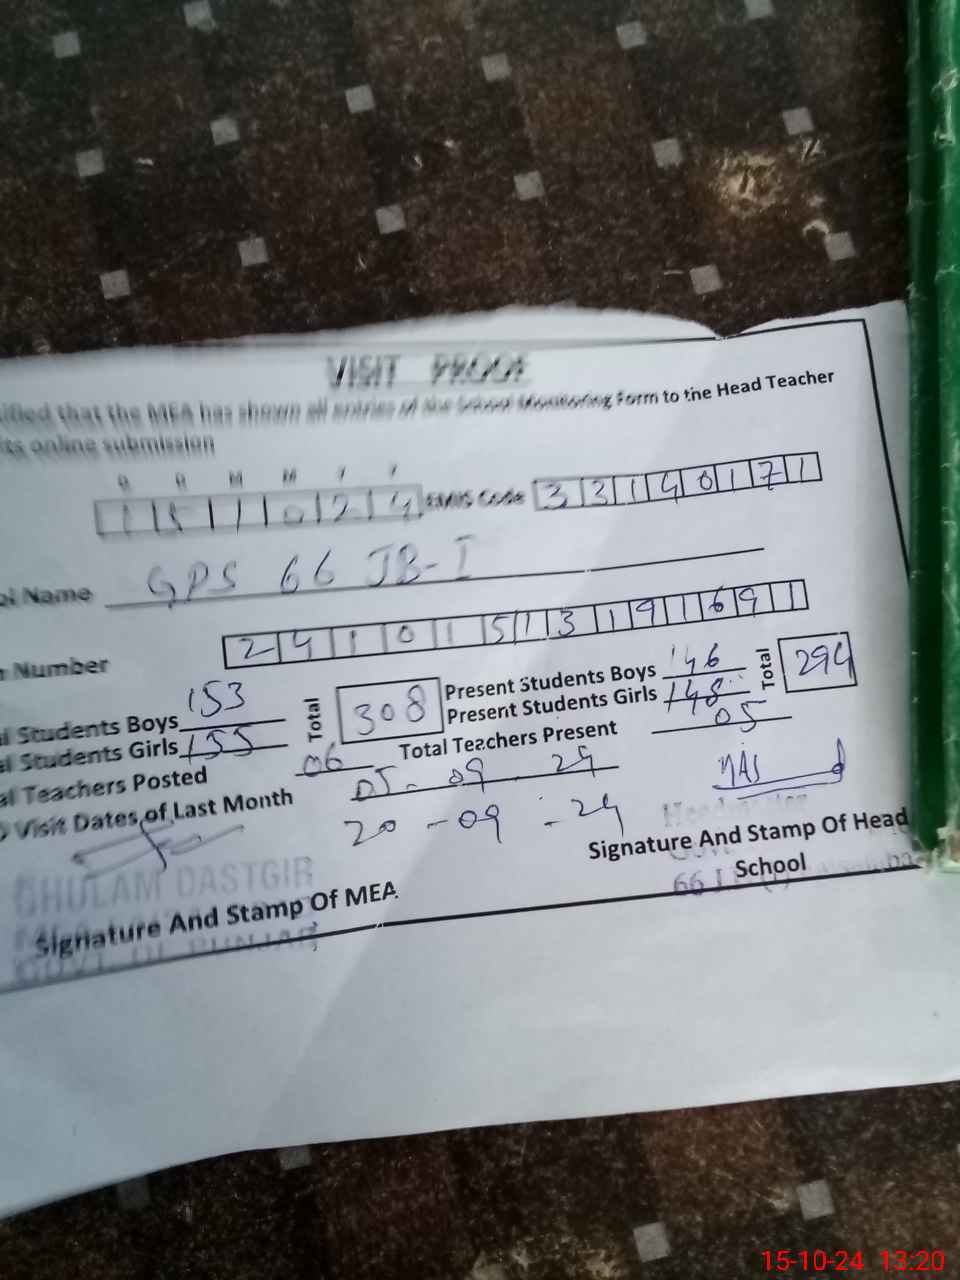 VISIT PROOF
ified that the MEA has shown all entries of the School Monitoring Form to the Head Teacher
its online submission
D D M M Y Y
1 5 1 0 2 4 EMIS Code 3 3 1 4 0 1 7 1
ol Name GPS 66 JB-I
Number 2 4 1 0 1 5 1 3 1 9 1 6 9 1
l Students Boys 153 Total 308 Present Students Boys 146 Total 294
al Students Girls 155 Present Students Girls 148
al Teachers Posted 06 Total Teachers Present 05
Visit Dates of Last Month 05-09-24
20-09-24
GHULAM DASTGIR
Signature And Stamp Of MEA
GOVT. OF PUNJAB
Signature And Stamp Of Head
School
15-10-24 13:20